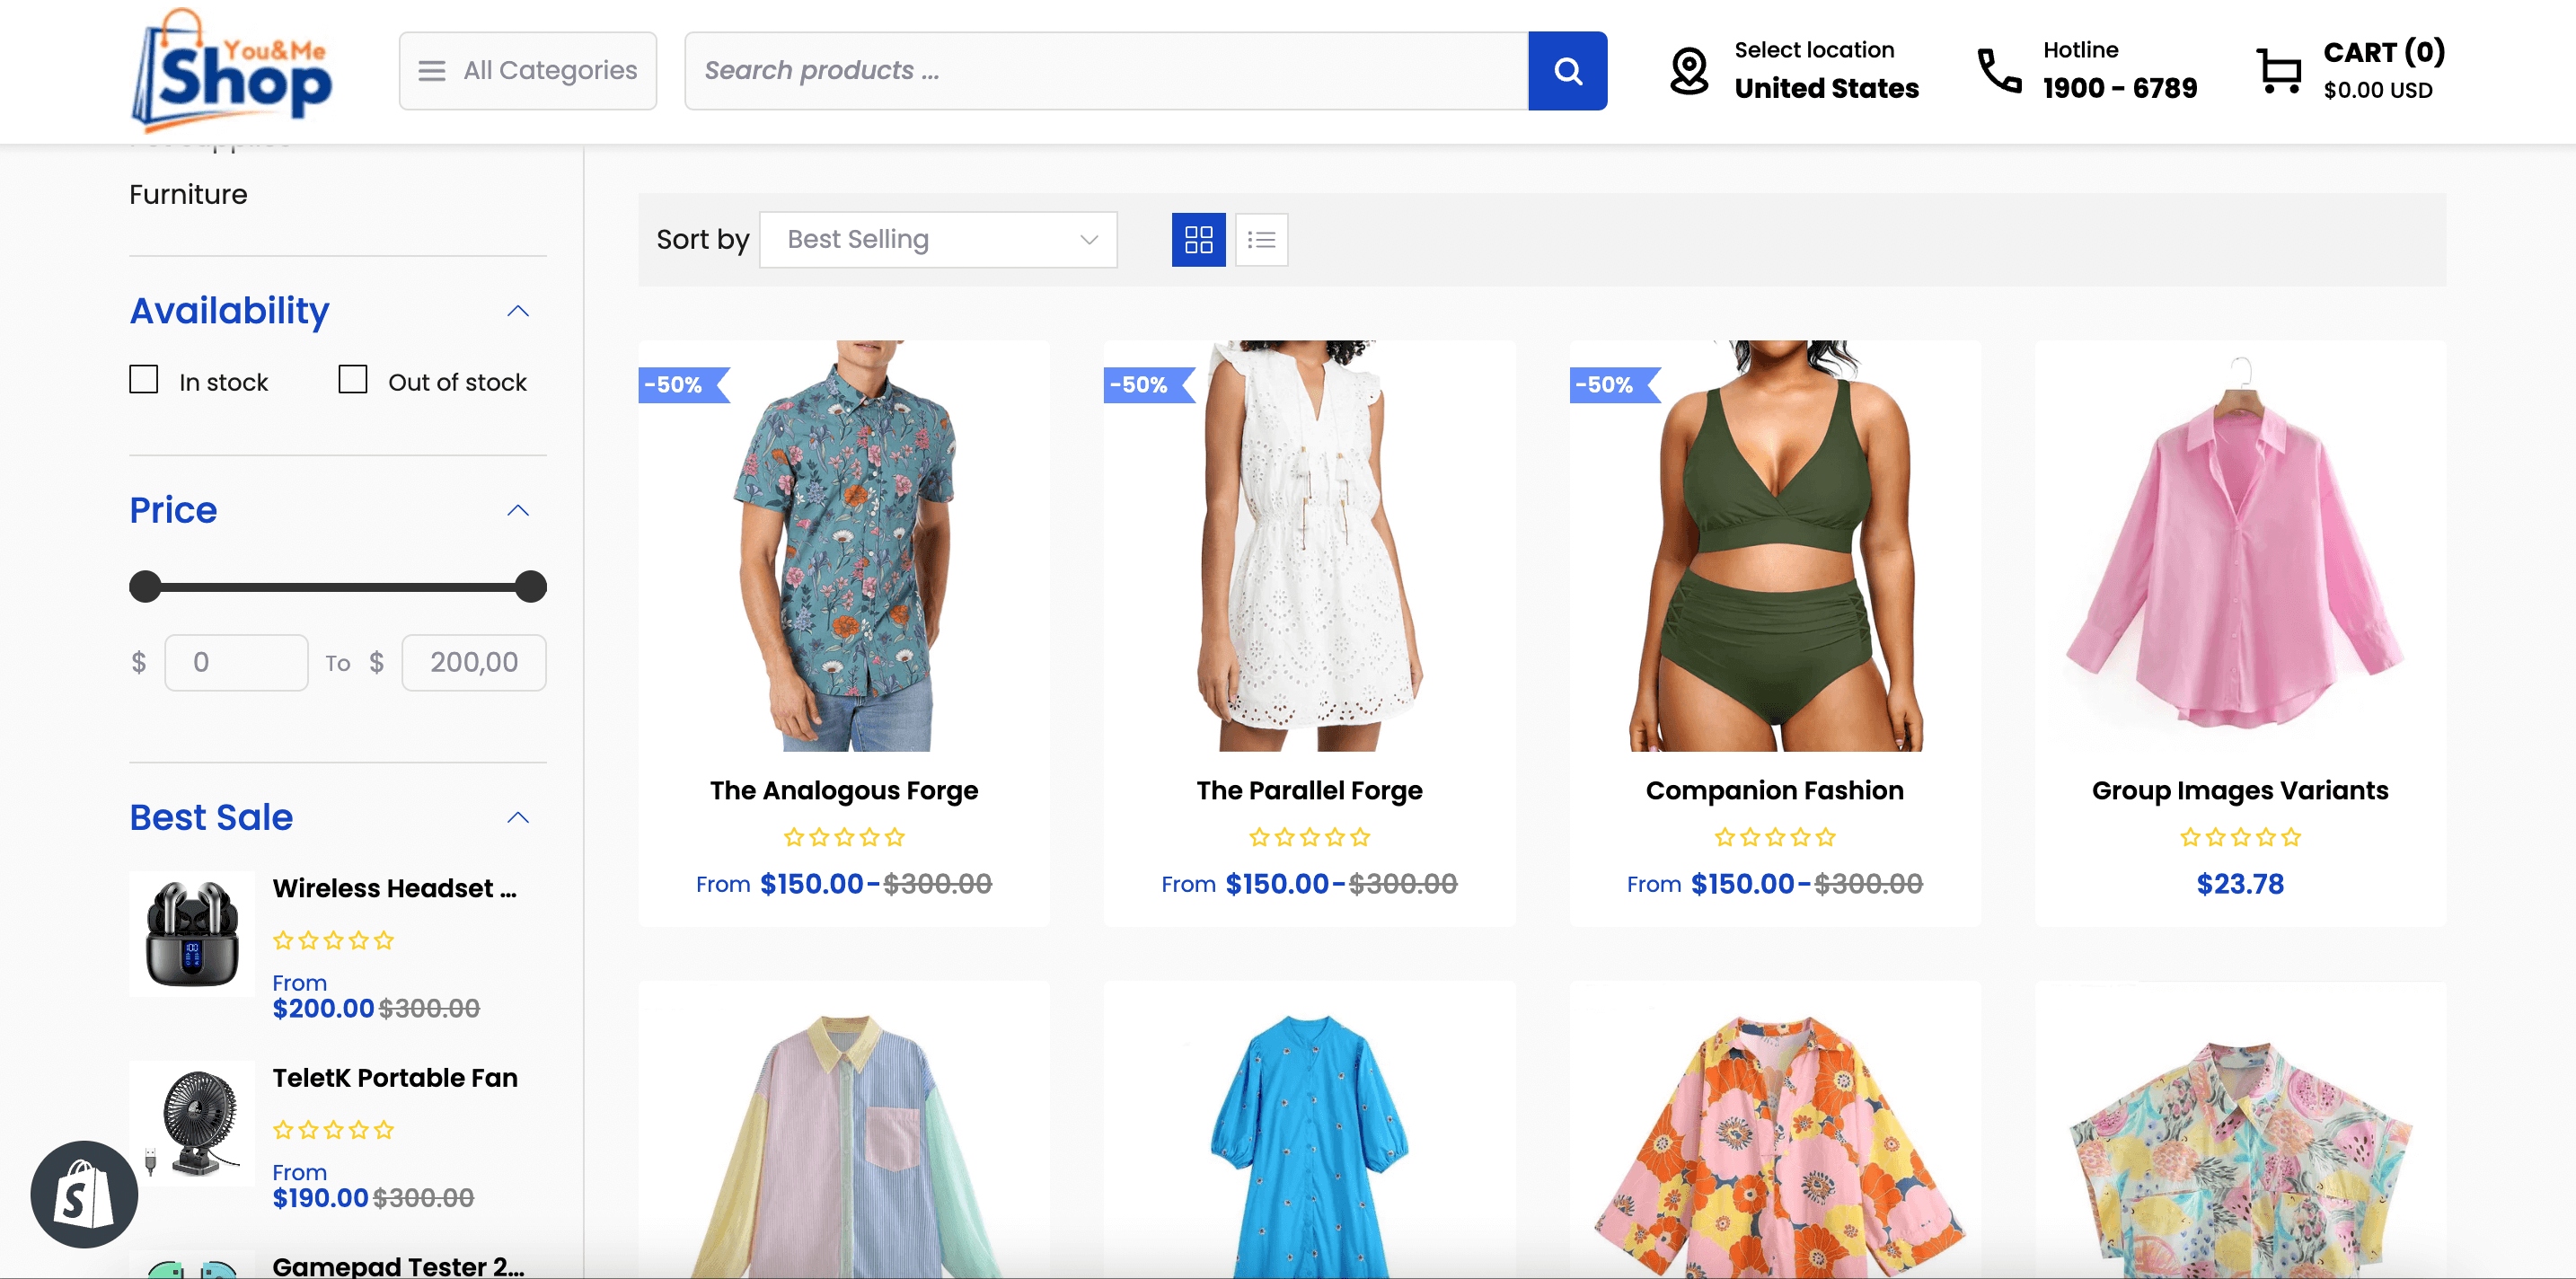 You&Me
Shop
All Categories
Search products ...
Select location
United States
Hotline
1900 - 6789
CART (0)
$0.00 USD
Furniture
Availability
In stock
Out of stock
Price
$ 0 To $ 200,00
Best Sale
Wireless Headset ...
From
$200.00 $300.00
TeletK Portable Fan
From
$190.00 $300.00
Gamepad Tester 2...
Sort by Best Selling
-50%
-50%
-50%
The Analogous Forge
From $150.00-$300.00
The Parallel Forge
From $150.00-$300.00
Companion Fashion
From $150.00-$300.00
Group Images Variants
$23.78